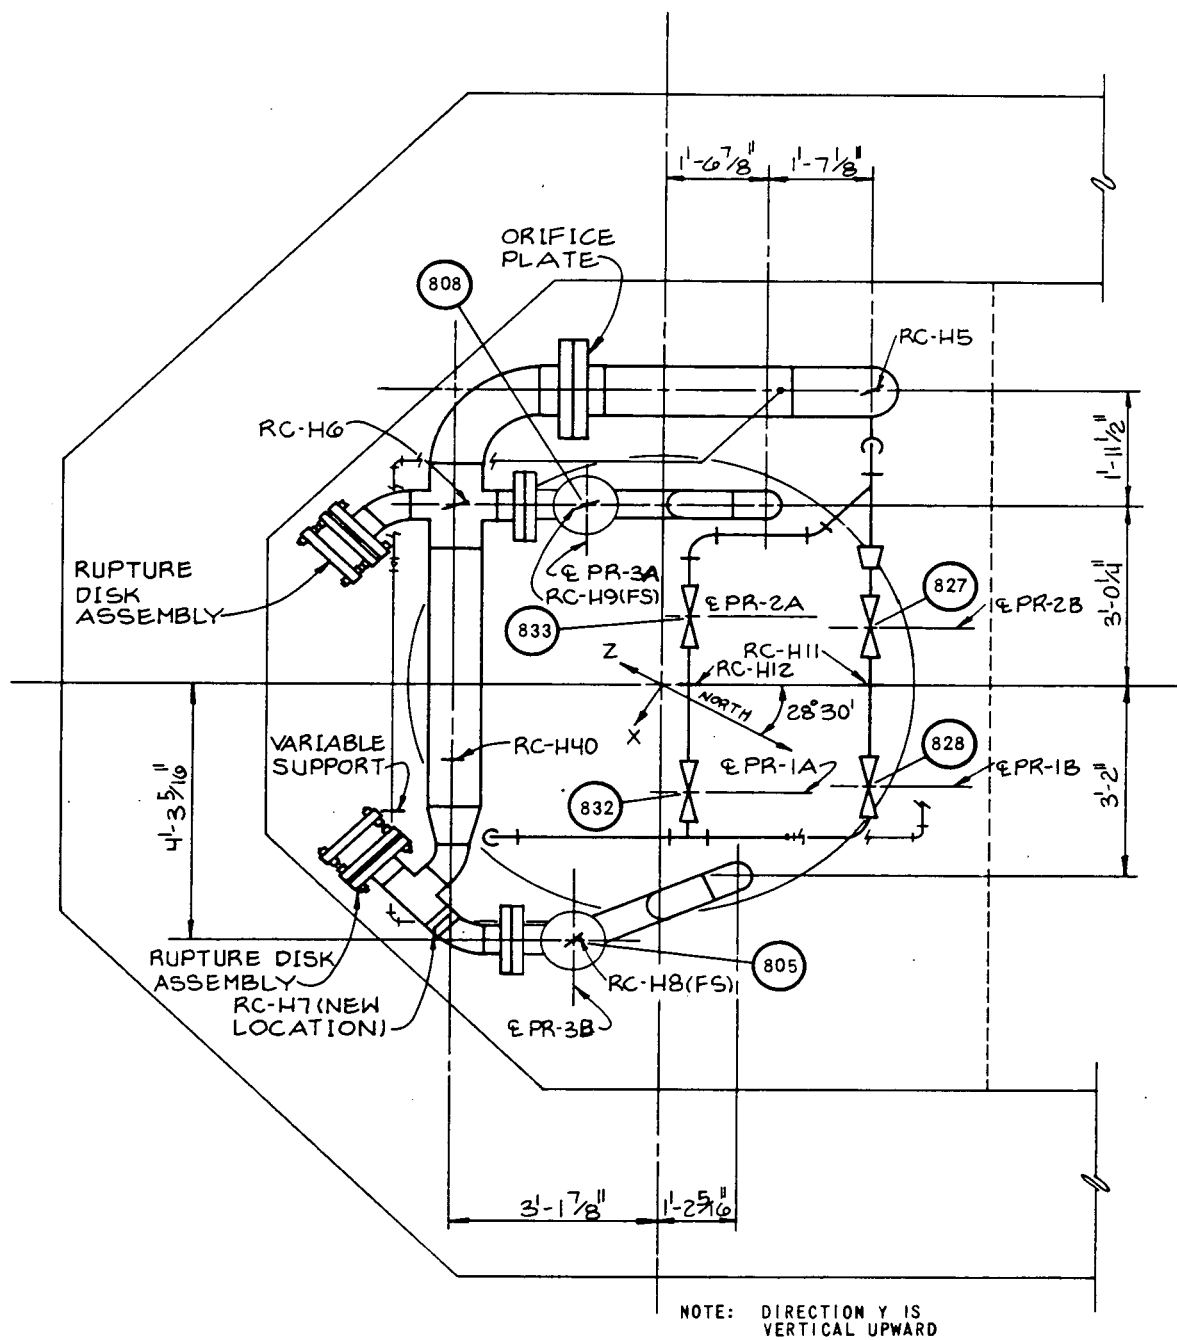 1'-6 7/8"
1'-7 1/8"
ORIFICE
PLATE
808
RC-H5
RC-H6
1'-11 1/2"
RUPTURE
DISK
ASSEMBLY
℄ PR-3A
RC-H9(FS)
℄ PR-2A
827
℄ PR-2B
3'-0 1/4"
833
RC-H11
Z
RC-H12
NORTH
28°30'
X
VARIABLE
SUPPORT
RC-H40
828
4'-3 5/16"
℄ PR-1A
℄ PR-1B
3'-2"
832
RUPTURE DISK
ASSEMBLY
805
RC-H8(FS)
RC-H7(NEW
LOCATION)
℄ PR-3B
3'-1 7/8"
1'-2 5/16"
NOTE: DIRECTION Y IS
VERTICAL UPWARD